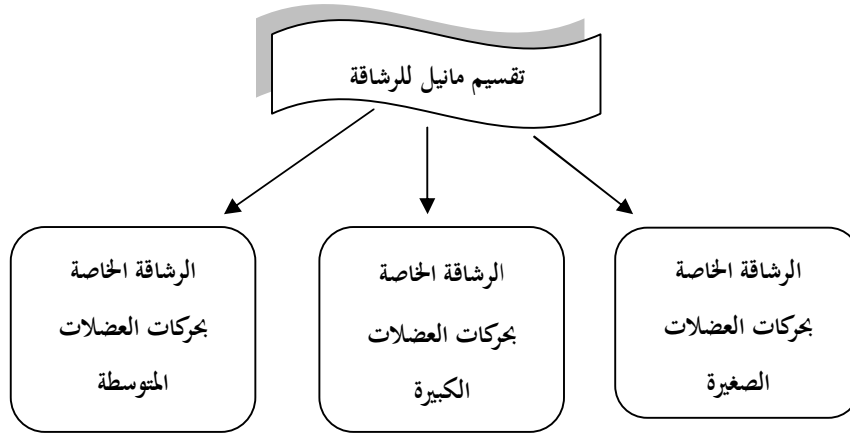 تقسيم مانيل للرشاقة
الرشاقة الخاصة
بحركات العضلات
الصغيرة
الرشاقة الخاصة
بحركات العضلات
الكبيرة
الرشاقة الخاصة
بحركات العضلات
المتوسطة